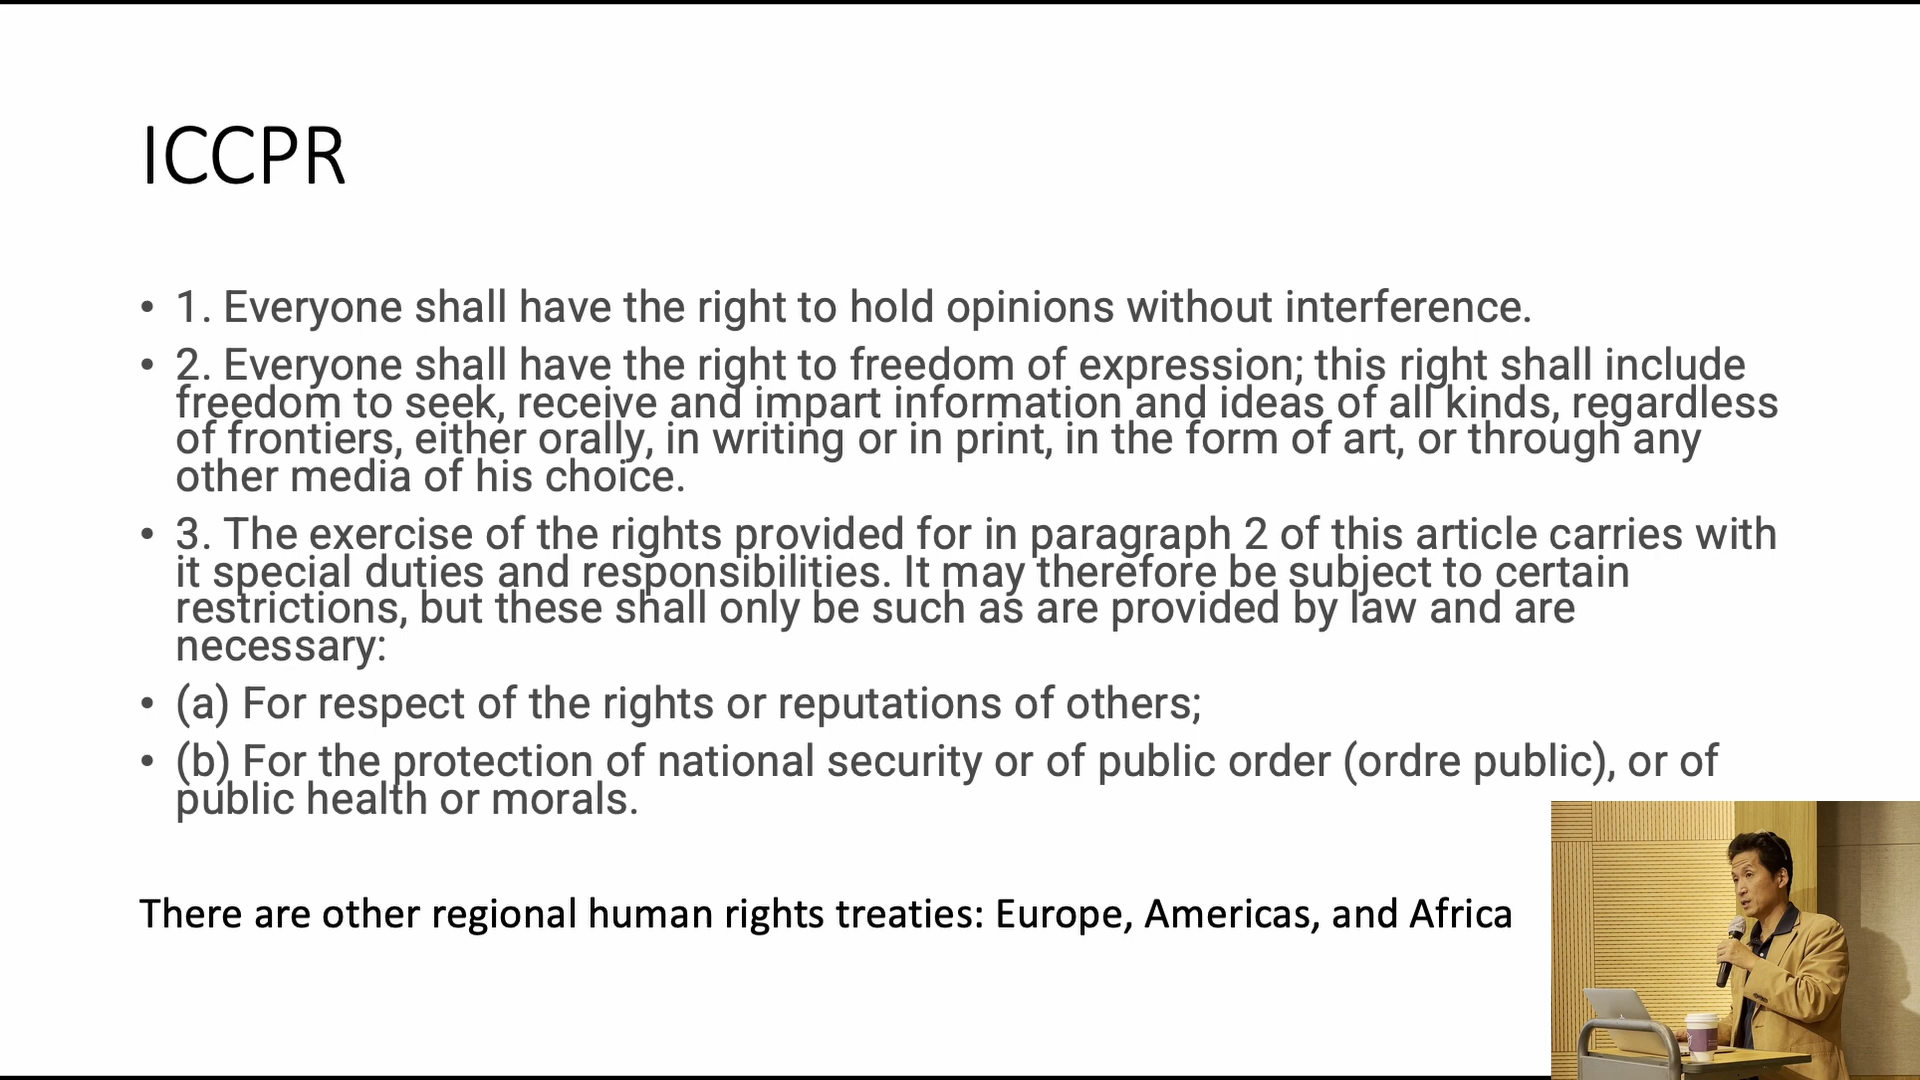 ICCPR
• 1. Everyone shall have the right to hold opinions without interference.
• 2. Everyone shall have the right to freedom of expression; this right shall include
freedom to seek, receive and impart information and ideas of all kinds, regardless
of frontiers, either orally, in writing or in print, in the form of art, or through any
other media of his choice.
• 3. The exercise of the rights provided for in paragraph 2 of this article carries with
it special duties and responsibilities. It may therefore be subject to certain
restrictions, but these shall only be such as are provided by law and are
necessary:
• (a) For respect of the rights or reputations of others;
• (b) For the protection of national security or of public order (ordre public), or of
public health or morals.
There are other regional human rights treaties: Europe, Americas, and Africa